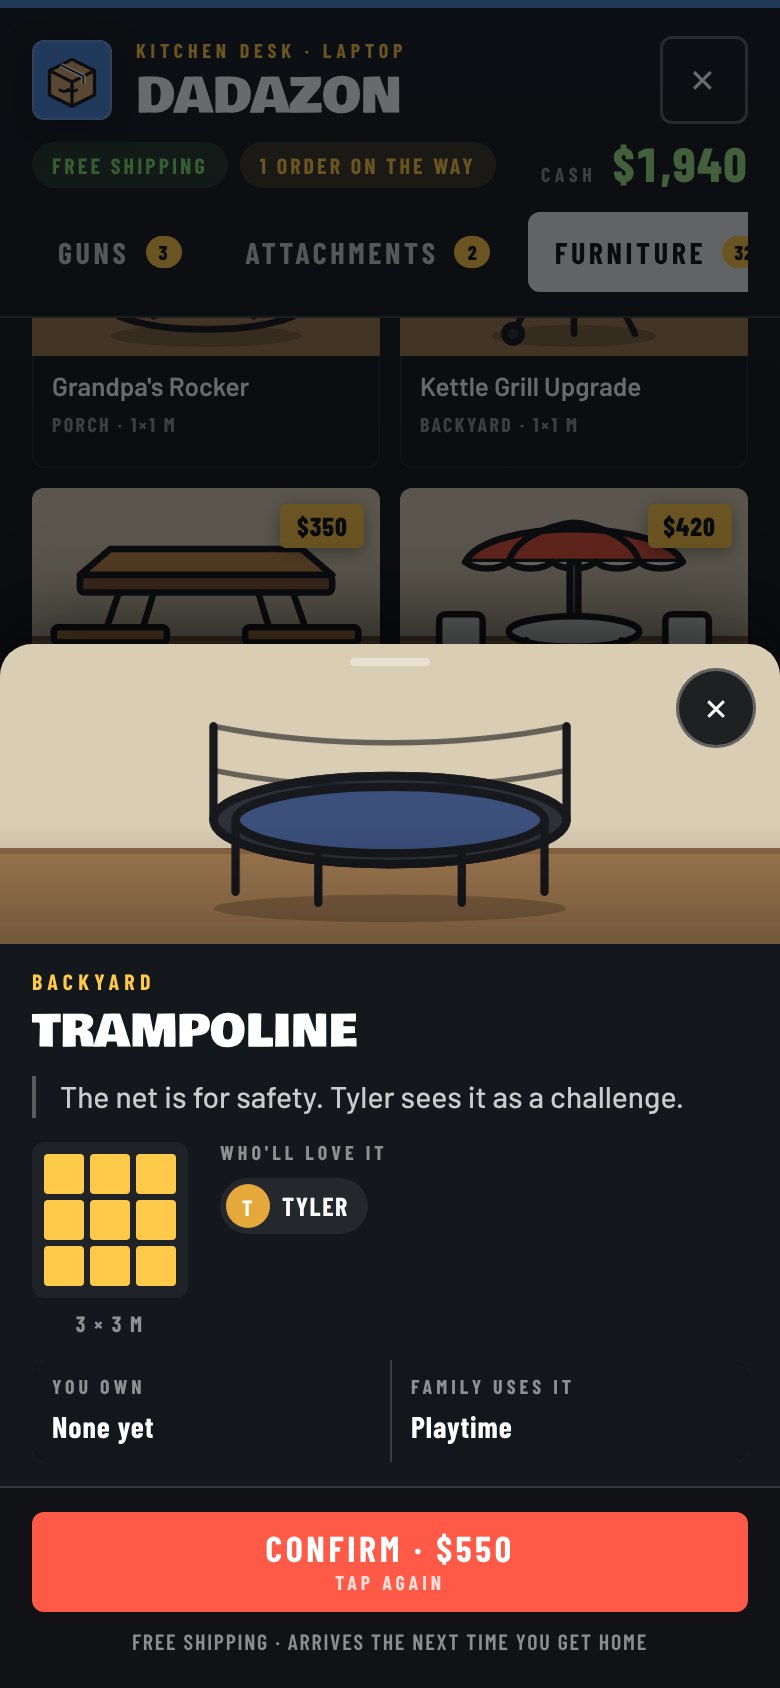 KITCHEN DESK · LAPTOP
DADAZON
×
FREE SHIPPING
1 ORDER ON THE WAY
CASH $1,940
GUNS 3
ATTACHMENTS 2
FURNITURE 32
Grandpa's Rocker
PORCH · 1×1 M
Kettle Grill Upgrade
BACKYARD · 1×1 M
$350
$420
×
BACKYARD
TRAMPOLINE
The net is for safety. Tyler sees it as a challenge.
WHO'LL LOVE IT
T TYLER
3 × 3 M
YOU OWN
None yet
FAMILY USES IT
Playtime
CONFIRM · $550
TAP AGAIN
FREE SHIPPING · ARRIVES THE NEXT TIME YOU GET HOME